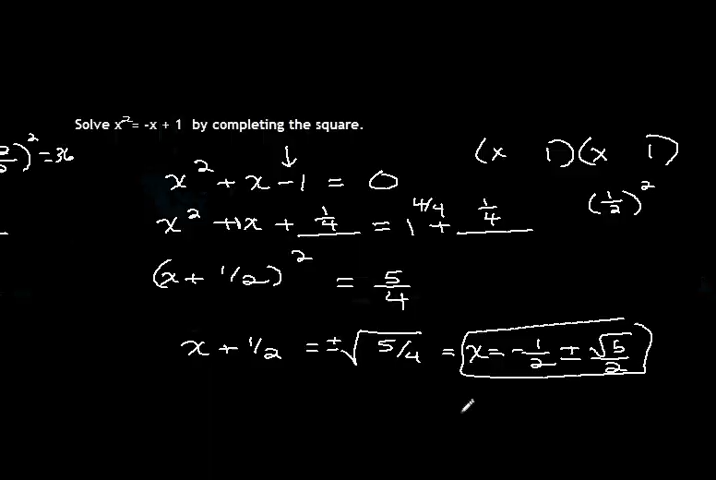 Solve x²= -x + 1 by completing the square.
)² = 36
(x 1)(x 1)
x² + x - 1 = 0
(1/2)²
4/4
x² + 1x + 1/4 = 1 + 1/4
(x + 1/2)² = 5/4
x + 1/2 = ±√5/4 = x = -1/2 ± √5/2